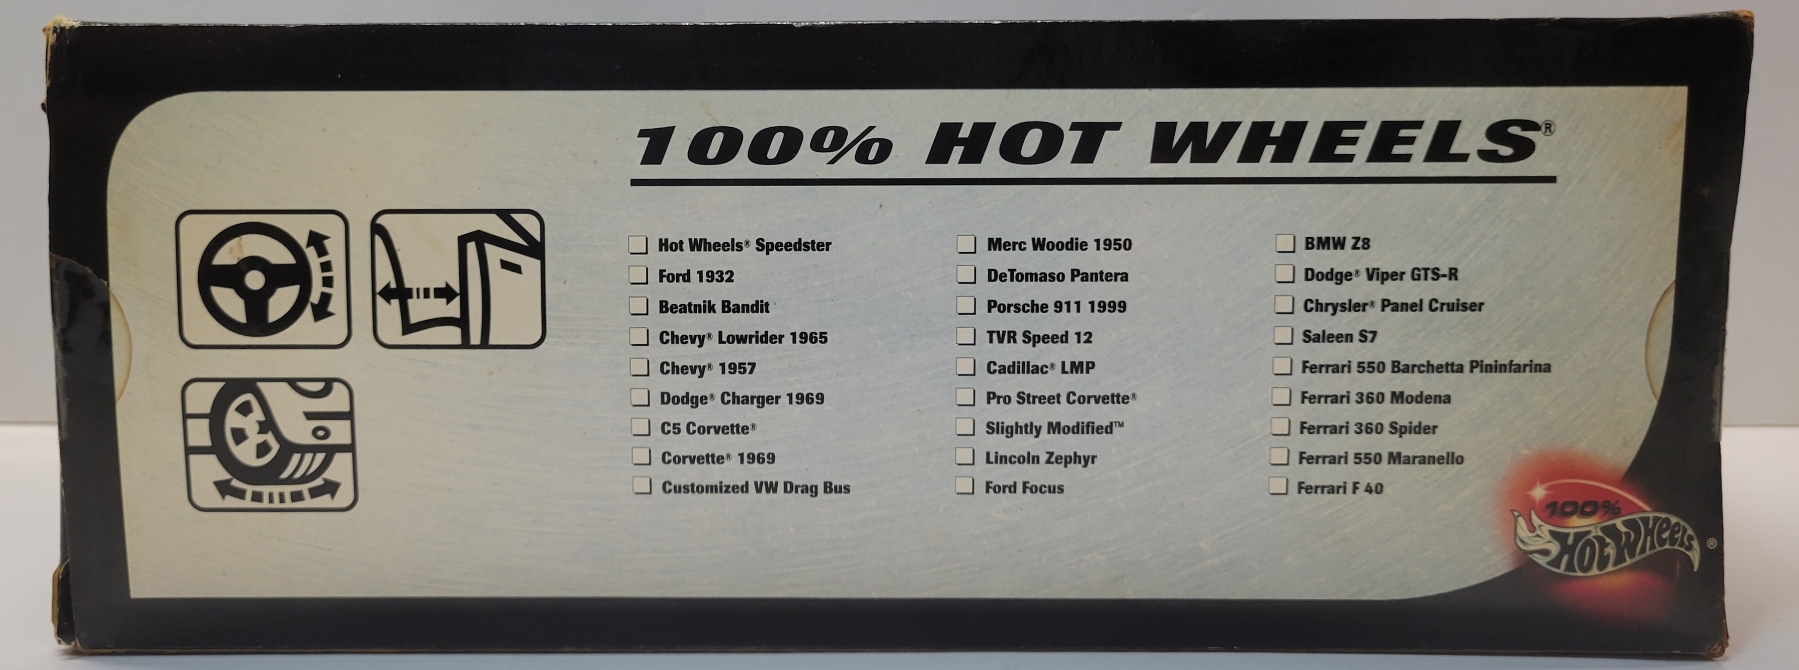 100% HOT WHEELS®
Hot Wheels® Speedster
Ford 1932
Beatnik Bandit
Chevy® Lowrider 1965
Chevy® 1957
Dodge® Charger 1969
C5 Corvette®
Corvette® 1969
Customized VW Drag Bus
Merc Woodie 1950
DeTomaso Pantera
Porsche 911 1999
TVR Speed 12
Cadillac® LMP
Pro Street Corvette®
Slightly Modified™
Lincoln Zephyr
Ford Focus
BMW Z8
Dodge® Viper GTS-R
Chrysler® Panel Cruiser
Saleen S7
Ferrari 550 Barchetta Pininfarina
Ferrari 360 Modena
Ferrari 360 Spider
Ferrari 550 Maranello
Ferrari F 40
100%
Hot Wheels®